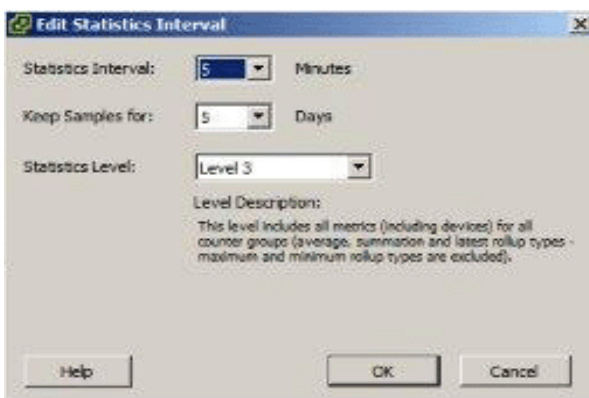 Edit Statistics Interval
Statistics Interval: 5 Minutes
Keep Samples for: 5 Days
Statistics Level: Level 3
Level Description:
This level includes all metrics (including devices) for all
counter groups (average, summation and latest rollup types -
maximum and minimum rollup types are excluded).
Help OK Cancel